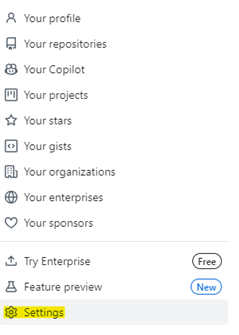 Your profile
Your repositories
Your Copilot
Your projects
Your stars
Your gists
Your organizations
Your enterprises
Your sponsors
Try Enterprise Free
Feature preview New
Settings